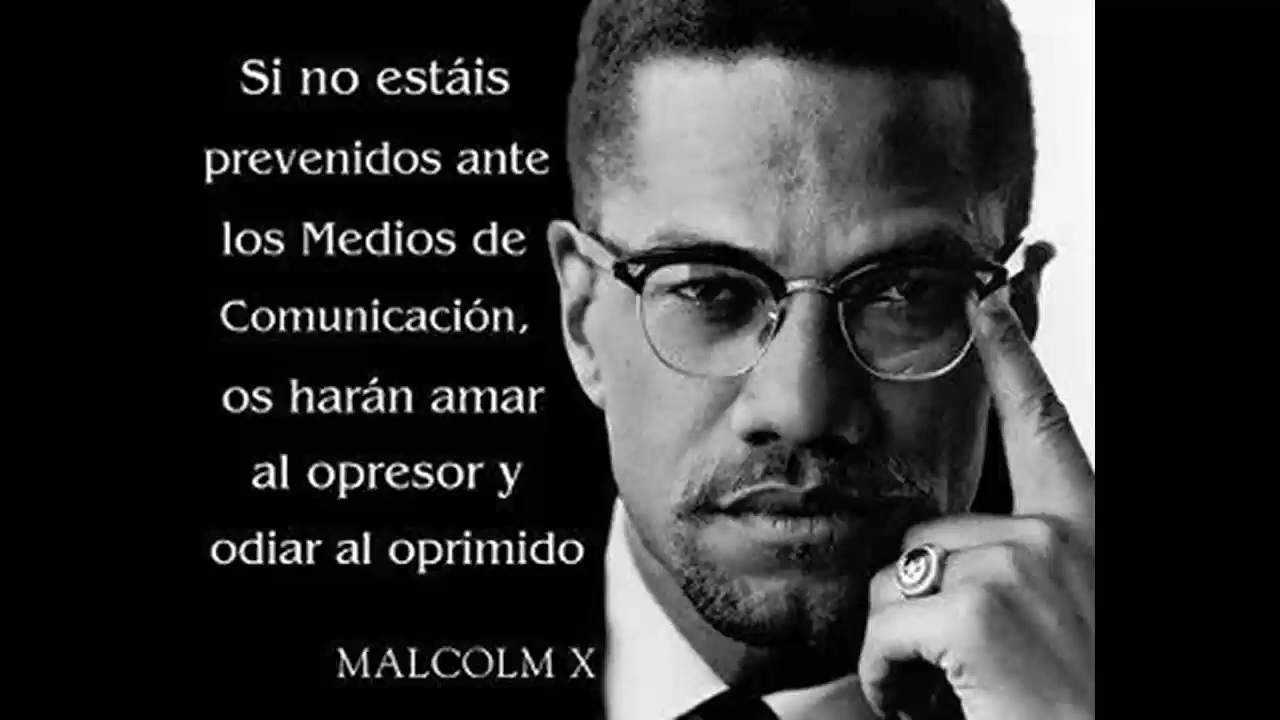 Si no estáis
prevenidos ante
los Medios de
Comunicación,
os harán amar
al opresor y
odiar al oprimido
MALCOLM X